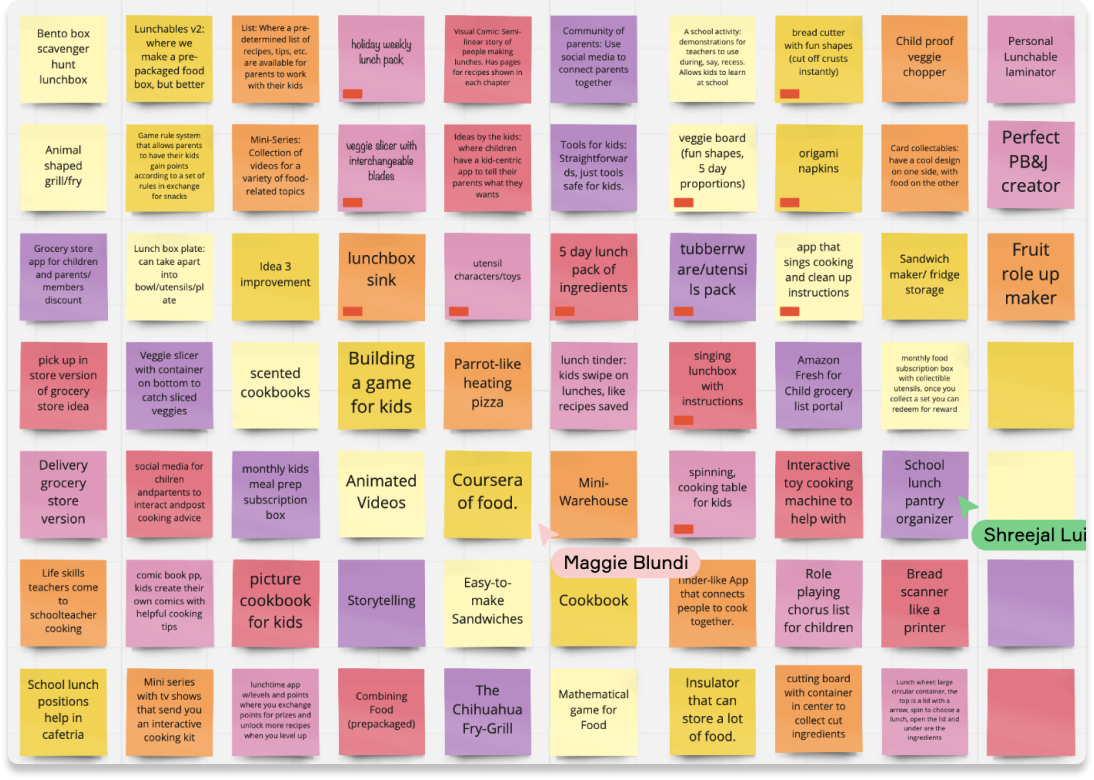 Bento box
scavenger
hunt
lunchbox
Lunchables v2:
where we
make a pre-
packaged food
box, but better
List: Where a pre-
determined list of
recipes, tips, etc.
are available for
parents to work
with their kids
holiday weekly
lunch pack
Visual Comic: Semi-
linear story of
people making
lunches. Has pages
for recipes shown in
each chapter
Community of
parents: Use
social media to
connect parents
together
A school activity:
demonstrations for
teachers to use
during, say, recess.
Allows kids to learn
at school
bread cutter
with fun shapes
(cut off crusts
instantly)
Child proof
veggie
chopper
Personal
Lunchable
laminator
Animal
shaped
grill/fry
Game rule system
that allows parents
to have their kids
gain points
according to a set of
rules in exchange
for snacks
Mini-Series:
Collection of
videos for a
variety of food-
related topics
veggie slicer with
interchangeable
blades
Ideas by the kids:
where children
have a kid-centric
app to tell their
parents what they
wants
Tools for kids:
Straightforwar
ds, just tools
safe for kids.
veggie board
(fun shapes,
5 day
proportions)
origami
napkins
Card collectables:
have a cool design
on one side, with
food on the other
Perfect
PB&J
creator
Grocery store
app for children
and parents/
members
discount
Lunch box plate:
can take apart
into
bowl/utensils/pl
ate
Idea 3
improvement
lunchbox
sink
utensil
characters/toys
5 day lunch
pack of
ingredients
tubberrw
are/utensi
ls pack
app that
sings cooking
and clean up
instructions
Sandwich
maker/ fridge
storage
Fruit
role up
maker
pick up in
store version
of grocery
store idea
Veggie slicer
with container
on bottom to
catch sliced
veggies
scented
cookbooks
Building
a game
for kids
Parrot-like
heating
pizza
lunch tinder:
kids swipe on
lunches, like
recipes saved
singing
lunchbox
with
instructions
Amazon
Fresh for
Child grocery
list portal
monthly food
subscription box
with collectible
utensils, once you
collect a set you can
redeem for reward
Delivery
grocery
store
version
social media for
chilren
andpartents to
interact andpost
cooking advice
monthly kids
meal prep
subscription
box
Animated
Videos
Coursera
of food.
Mini-
Warehouse
spinning,
cooking table
for kids
Interactive
toy cooking
machine to
help with
School
lunch
pantry
organizer
Shreejal Lui
Maggie Blundi
Life skills
teachers come
to
schoolteacher
cooking
comic book pp,
kids create their
own comics with
helpful cooking
tips
picture
cookbook
for kids
Storytelling
Easy-to-
make
Sandwiches
Cookbook
Tinder-like App
that connects
people to cook
together.
Role
playing
chorus list
for children
Bread
scanner
like a
printer
School lunch
positions
help in
cafetria
Mini series
with tv shows
that send you
an interactive
cooking kit
lunchtime app
w/levels and points
where you exchange
points for prizes and
unlock more recipes
when you level up
Combining
Food
(prepackaged)
The
Chihuahua
Fry-Grill
Mathematical
game for
Food
Insulator
that can
store a lot
of food.
cutting board
with container
in center to
collect cut
ingredients
Lunch wheel: large
circular container, the
top is a lid with a
arrow, spin to choose a
lunch, open the lid and
under are the
ingredients